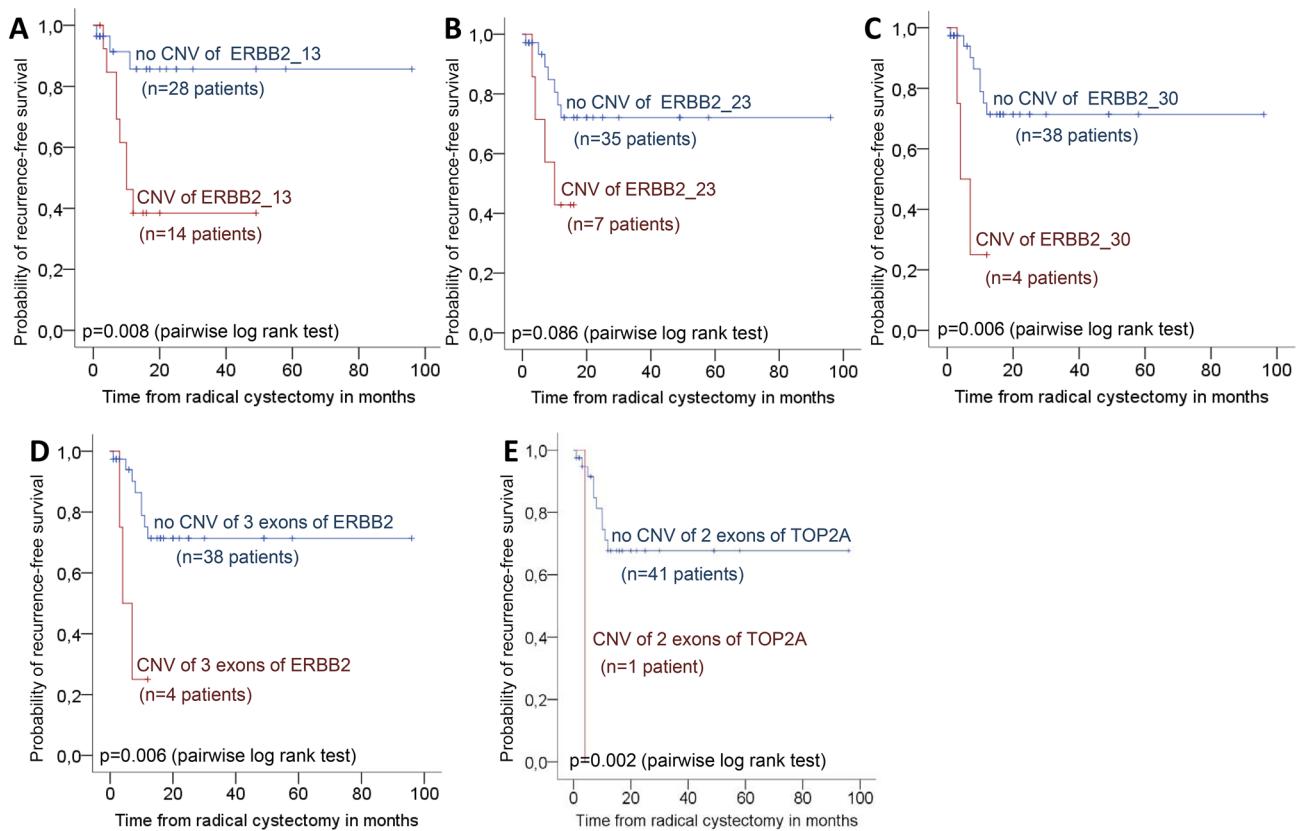 A
Probability of recurrence-free survival
1,0
0,8
0,6
0,4
0,2
0,0
no CNV of ERBB2_13
(n=28 patients)
CNV of ERBB2_13
(n=14 patients)
p=0.008 (pairwise log rank test)
0 20 40 60 80 100
Time from radical cystectomy in months
B
Probability of recurrence-free survival
1,0
0,8
0,6
0,4
0,2
0,0
no CNV of ERBB2_23
(n=35 patients)
CNV of ERBB2_23
(n=7 patients)
p=0.086 (pairwise log rank test)
0 20 40 60 80 100
Time from radical cystectomy in months
C
Probability of recurrence-free survival
1,0
0,8
0,6
0,4
0,2
0,0
no CNV of ERBB2_30
(n=38 patients)
CNV of ERBB2_30
(n=4 patients)
p=0.006 (pairwise log rank test)
0 20 40 60 80 100
Time from radical cystectomy in months
D
Probability of recurrence-free survival
1,0
0,8
0,6
0,4
0,2
0,0
no CNV of 3 exons of ERBB2
(n=38 patients)
CNV of 3 exons of ERBB2
(n=4 patients)
p=0.006 (pairwise log rank test)
0 20 40 60 80 100
Time from radical cystectomy in months
E
Probability of recurrence-free survival
1,0
0,8
0,6
0,4
0,2
0,0
no CNV of 2 exons of TOP2A
(n=41 patients)
CNV of 2 exons of TOP2A
(n=1 patient)
p=0.002 (pairwise log rank test)
0 20 40 60 80 100
Time from radical cystectomy in months